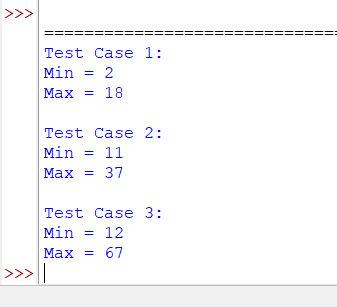 >>>
==============================
Test Case 1:
Min = 2
Max = 18
Test Case 2:
Min = 11
Max = 37
Test Case 3:
Min = 12
Max = 67
>>>